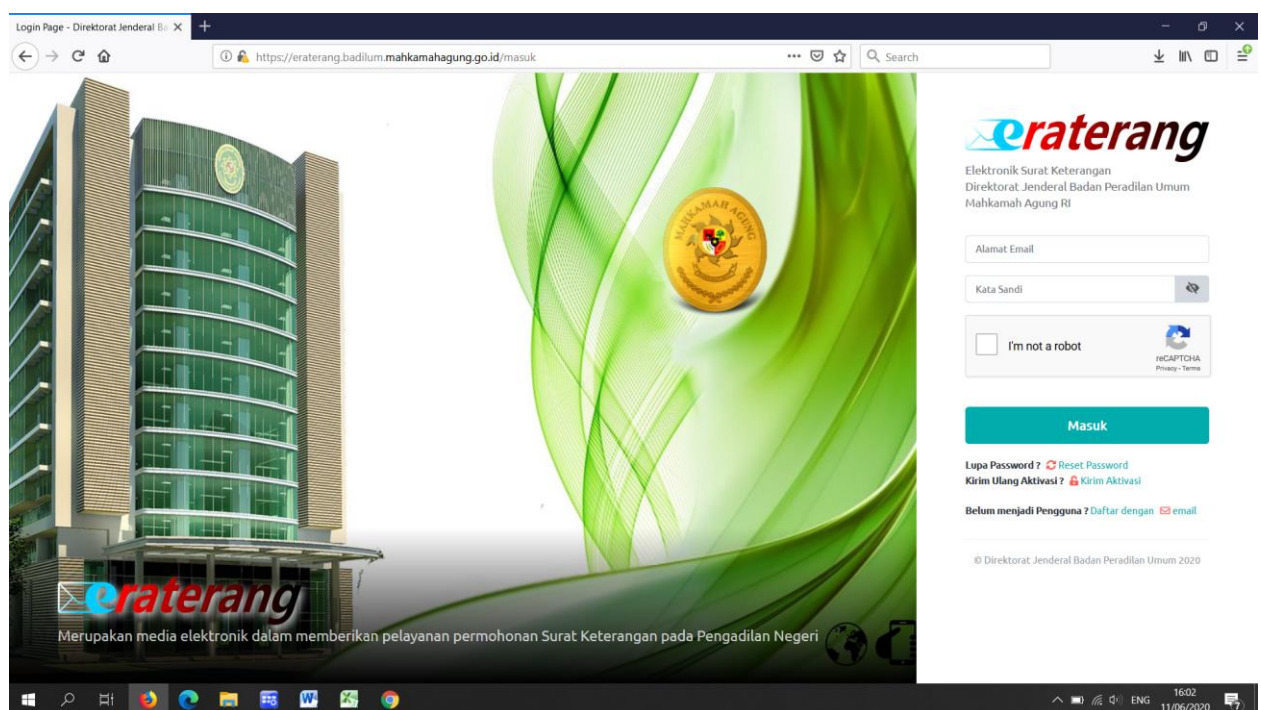 Login Page - Direktorat Jenderal Ba
https://eraterang.badilum.mahkamahagung.go.id/masuk
Search
MAHKAMAH AGUNG
eraterang
Elektronik Surat Keterangan
Direktorat Jenderal Badan Peradilan Umum
Mahkamah Agung RI
Alamat Email
Kata Sandi
I'm not a robot
reCAPTCHA
Privacy - Terms
Masuk
Lupa Password ? Reset Password
Kirim Ulang Aktivasi ? Kirim Aktivasi
Belum menjadi Pengguna ? Daftar dengan email
© Direktorat Jenderal Badan Peradilan Umum 2020
eraterang
Merupakan media elektronik dalam memberikan pelayanan permohonan Surat Keterangan pada Pengadilan Negeri
ENG
16:02
11/06/2020